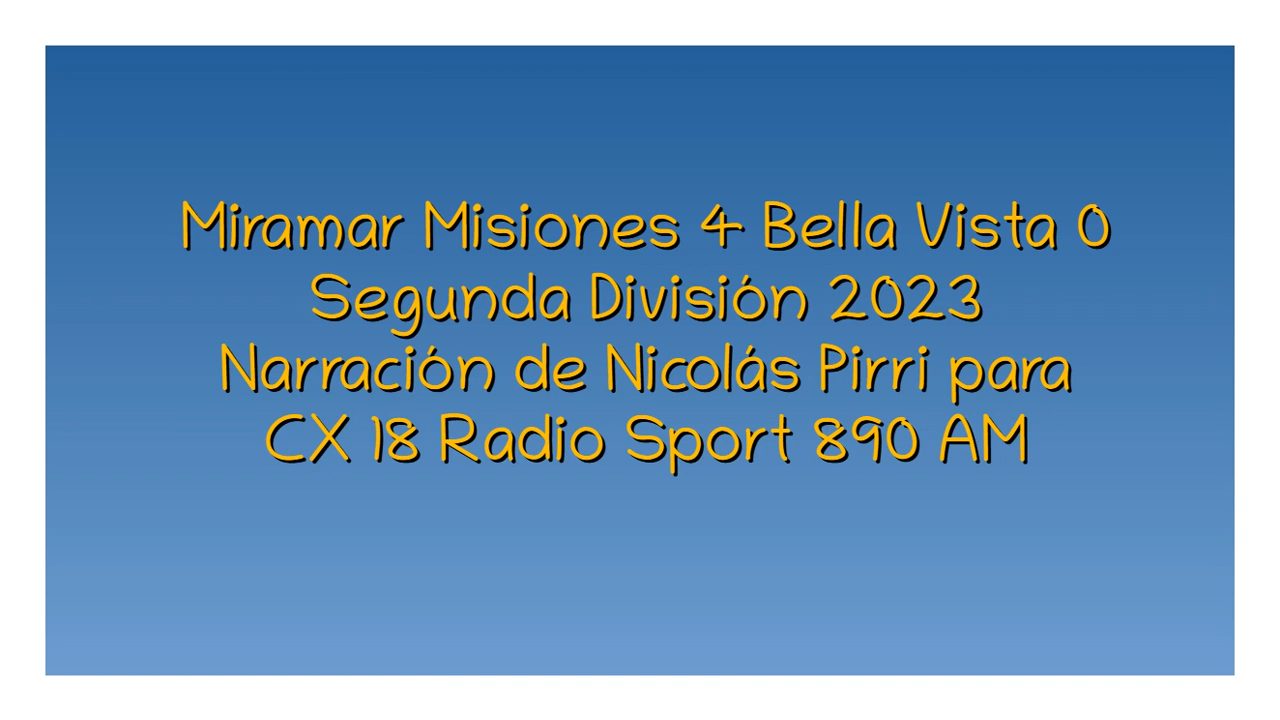 Miramar Misiones 4 Bella Vista 0
Segunda División 2023
Narración de Nicolás Pirri para
CX 18 Radio Sport 890 AM